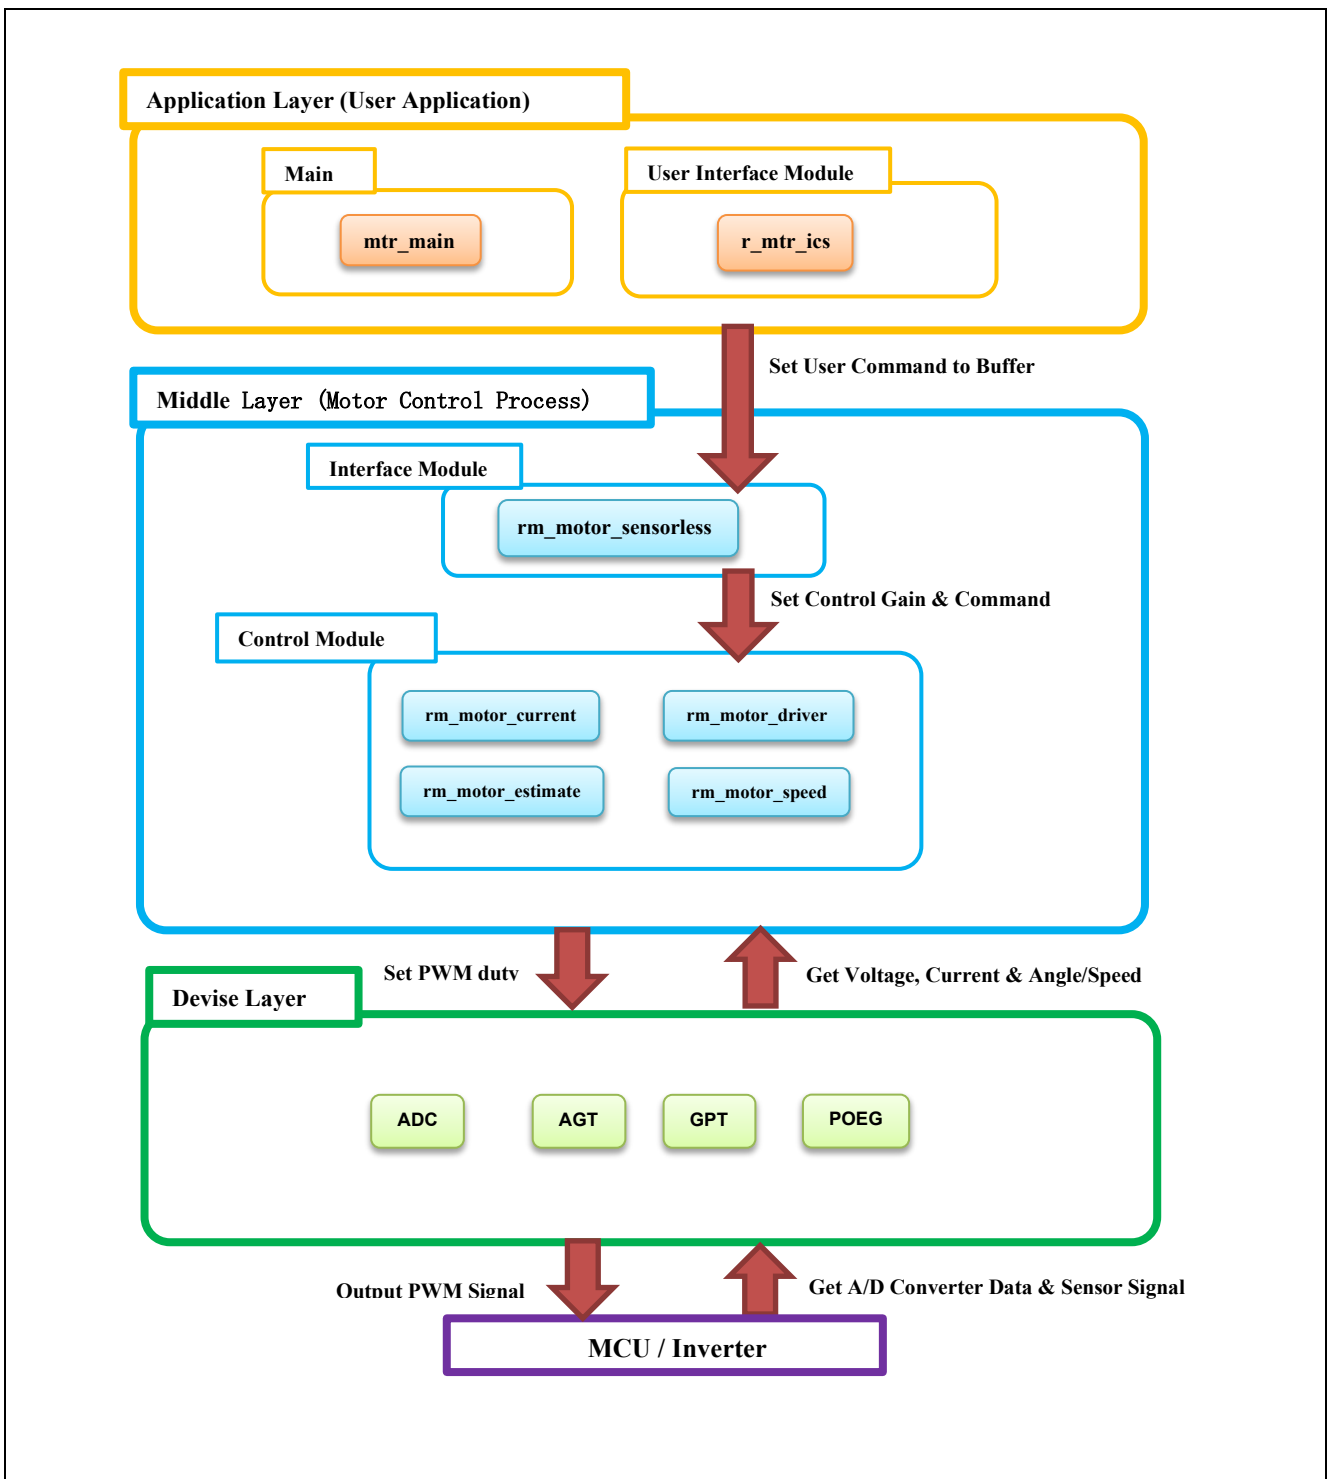 Application Layer (User Application)
Main
User Interface Module
mtr_main
r_mtr_ics
Set User Command to Buffer
Middle Layer (Motor Control Process)
Interface Module
rm_motor_sensorless
Set Control Gain & Command
Control Module
rm_motor_current
rm_motor_driver
rm_motor_estimate
rm_motor_speed
Set PWM duty
Get Voltage, Current & Angle/Speed
Devise Layer
ADC
AGT
GPT
POEG
Output PWM Signal
Get A/D Converter Data & Sensor Signal
MCU / Inverter